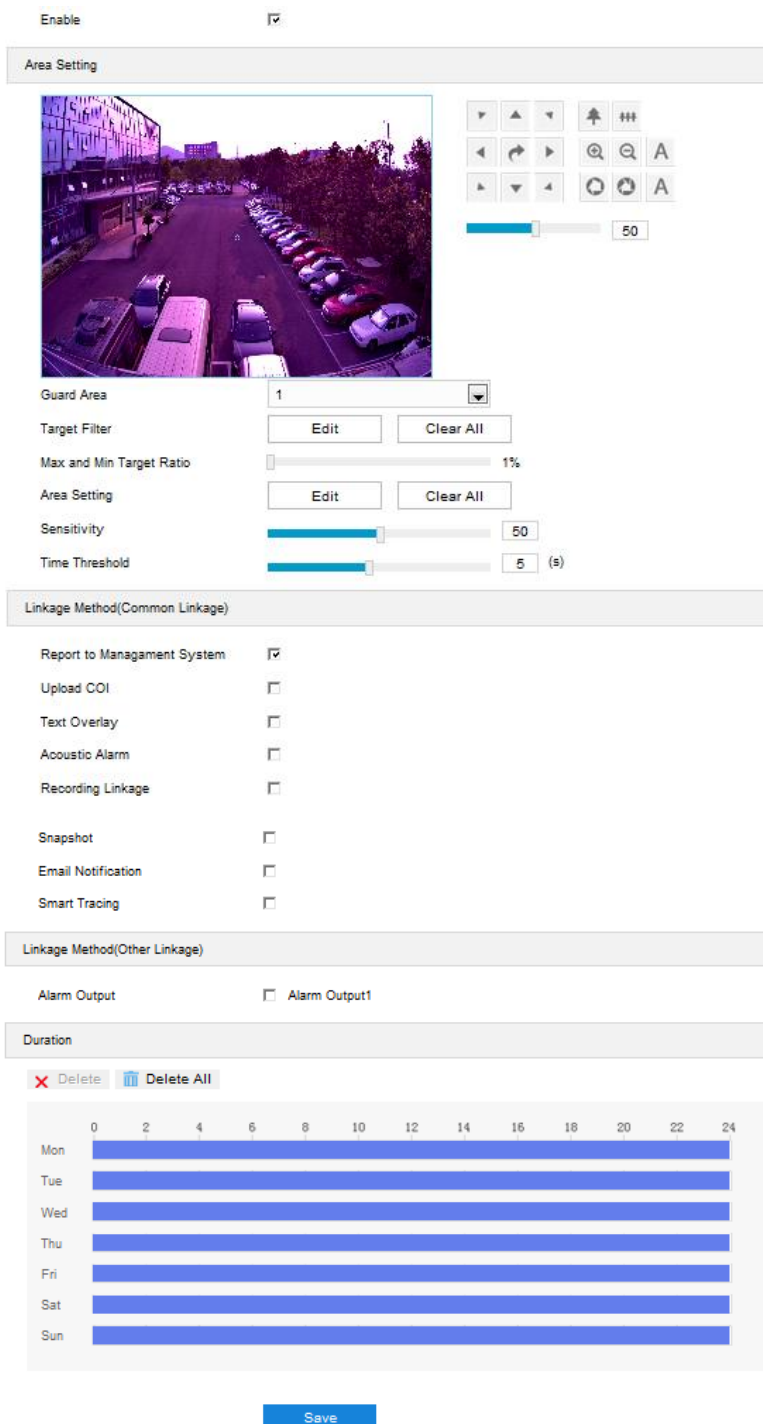 Enable
Area Setting
A
A
50
Guard Area 1
Target Filter Edit Clear All
Max and Min Target Ratio 1%
Area Setting Edit Clear All
Sensitivity 50
Time Threshold 5 (s)
Linkage Method(Common Linkage)
Report to Managament System
Upload COI
Text Overlay
Acoustic Alarm
Recording Linkage
Snapshot
Email Notification
Smart Tracing
Linkage Method(Other Linkage)
Alarm Output Alarm Output1
Duration
Delete Delete All
0 2 4 6 8 10 12 14 16 18 20 22 24
Mon
Tue
Wed
Thu
Fri
Sat
Sun
Save